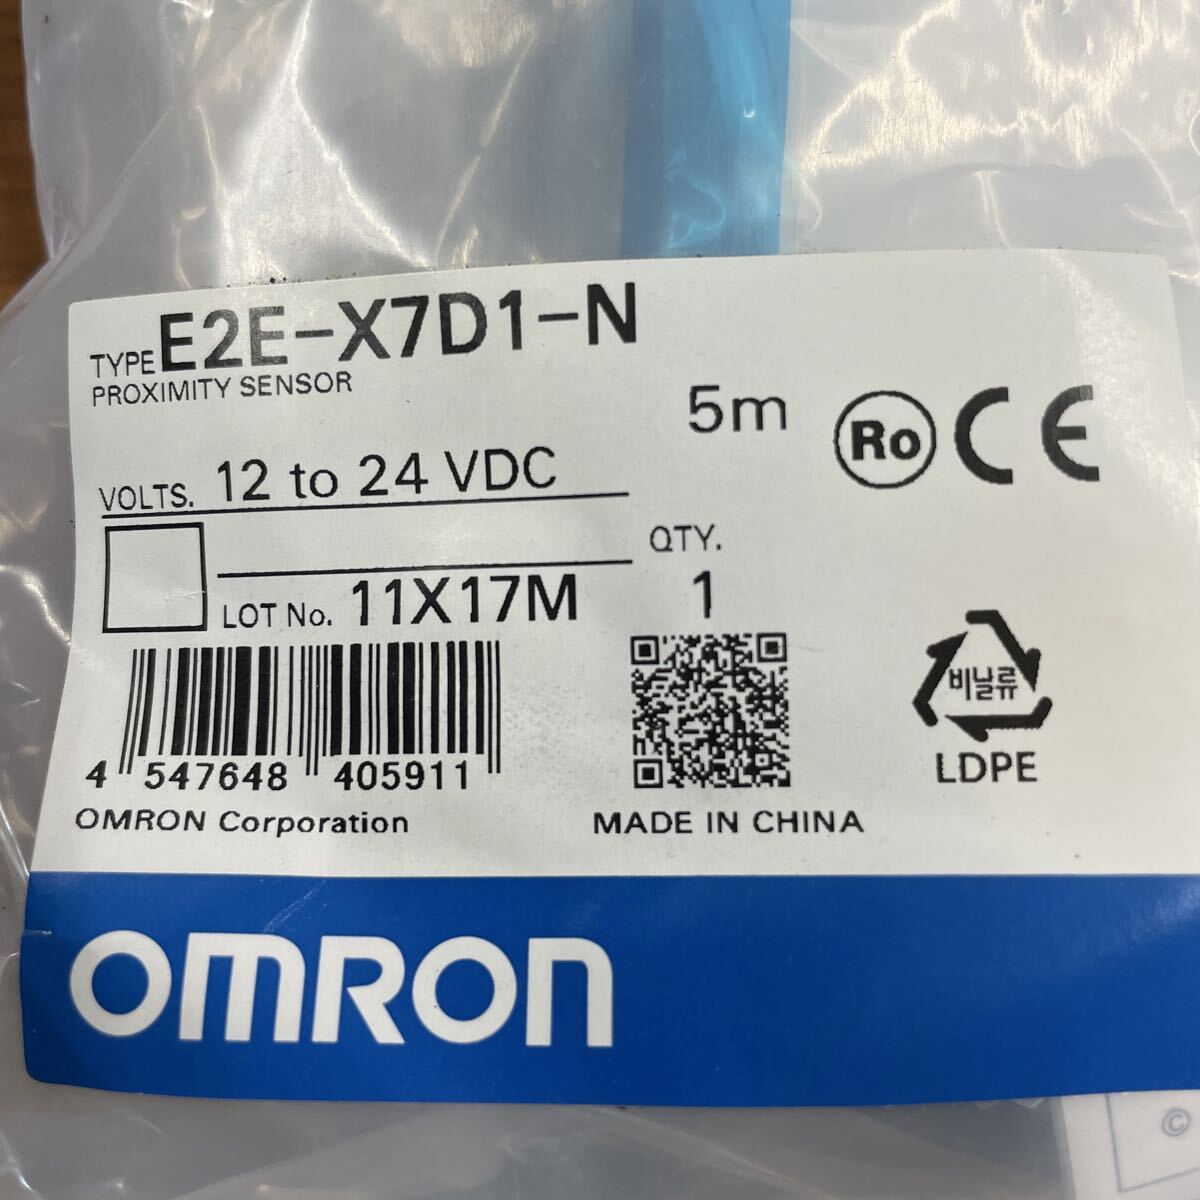 TYPE E2E-X7D1-N
PROXIMITY SENSOR
5m
Ro CE
VOLTS. 12 to 24 VDC
QTY.
LOT No. 11X17M 1
비닐류
LDPE
4 547648 405911
OMRON Corporation MADE IN CHINA
OMRON
©